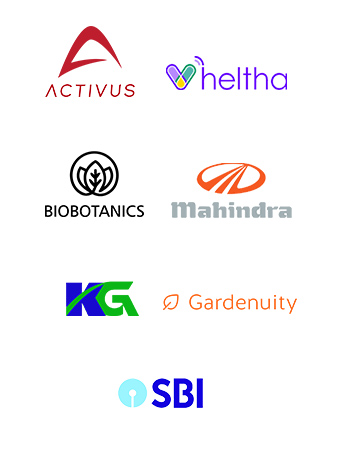 ACTIVUS
heltha
BIOBOTANICS
Mahindra
KG
Gardenuity
SBI